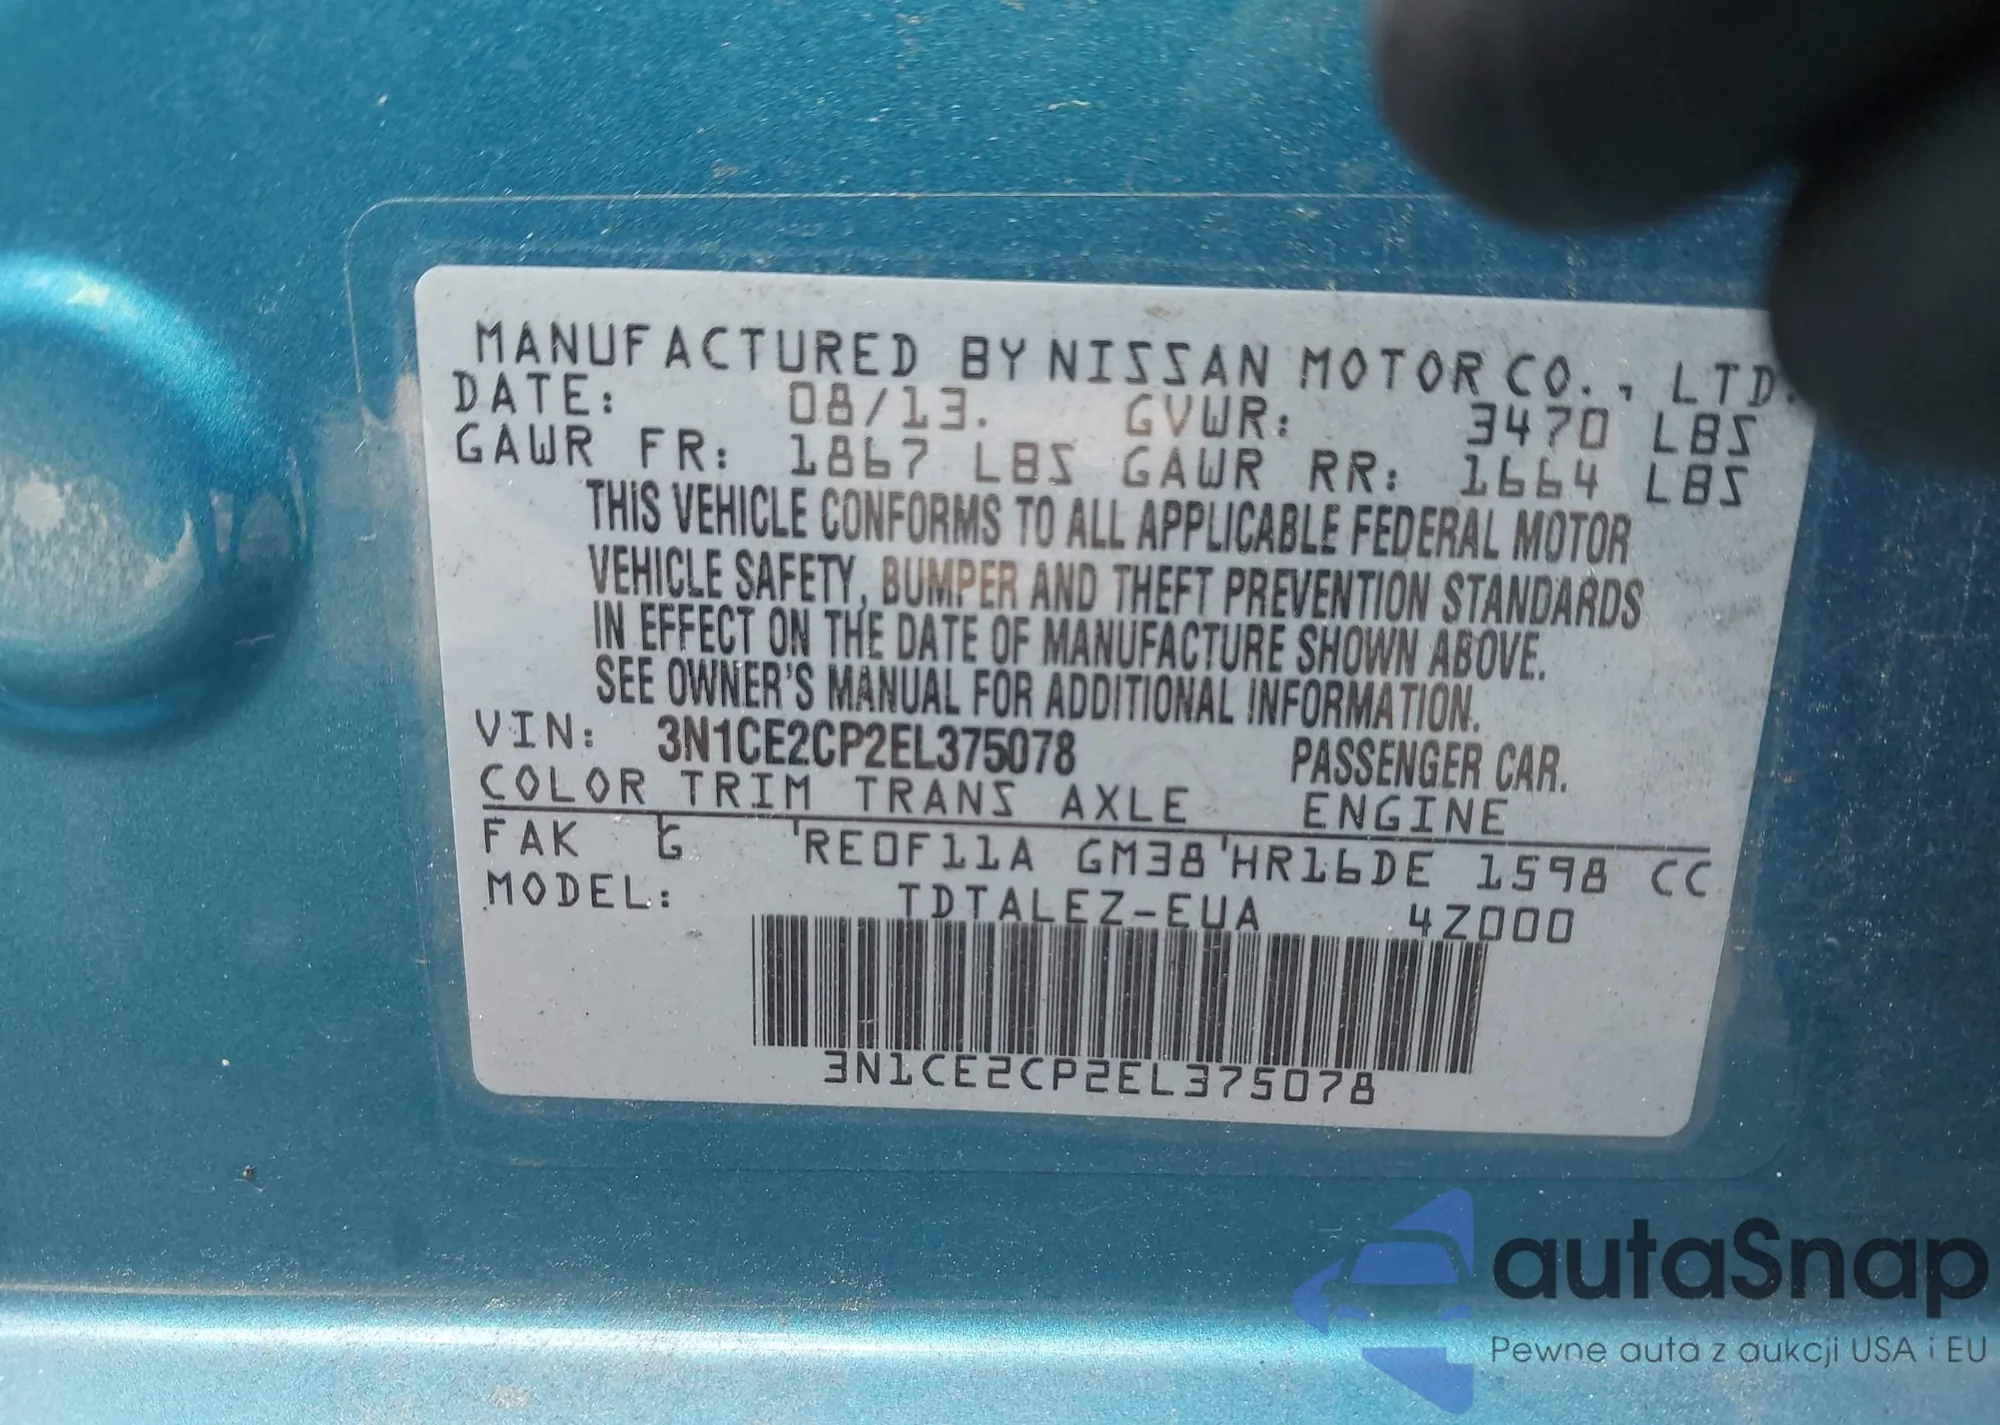 MANUFACTURED BY NISSAN MOTOR CO., LTD.
DATE: 08/13. GVWR: 3470 LBS
GAWR FR: 1867 LBS GAWR RR: 1664 LBS
THIS VEHICLE CONFORMS TO ALL APPLICABLE FEDERAL MOTOR
VEHICLE SAFETY, BUMPER AND THEFT PREVENTION STANDARDS
IN EFFECT ON THE DATE OF MANUFACTURE SHOWN ABOVE.
SEE OWNER'S MANUAL FOR ADDITIONAL INFORMATION.
VIN: 3N1CE2CP2EL375078 PASSENGER CAR.
COLOR TRIM TRANS AXLE ENGINE
FAK G RE0F11A GM38 HR16DE 1598 CC
MODEL: TDTALEZ-EUA 4Z000
3N1CE2CP2EL375078
autaSnap
Pewne auta z aukcji USA i EU